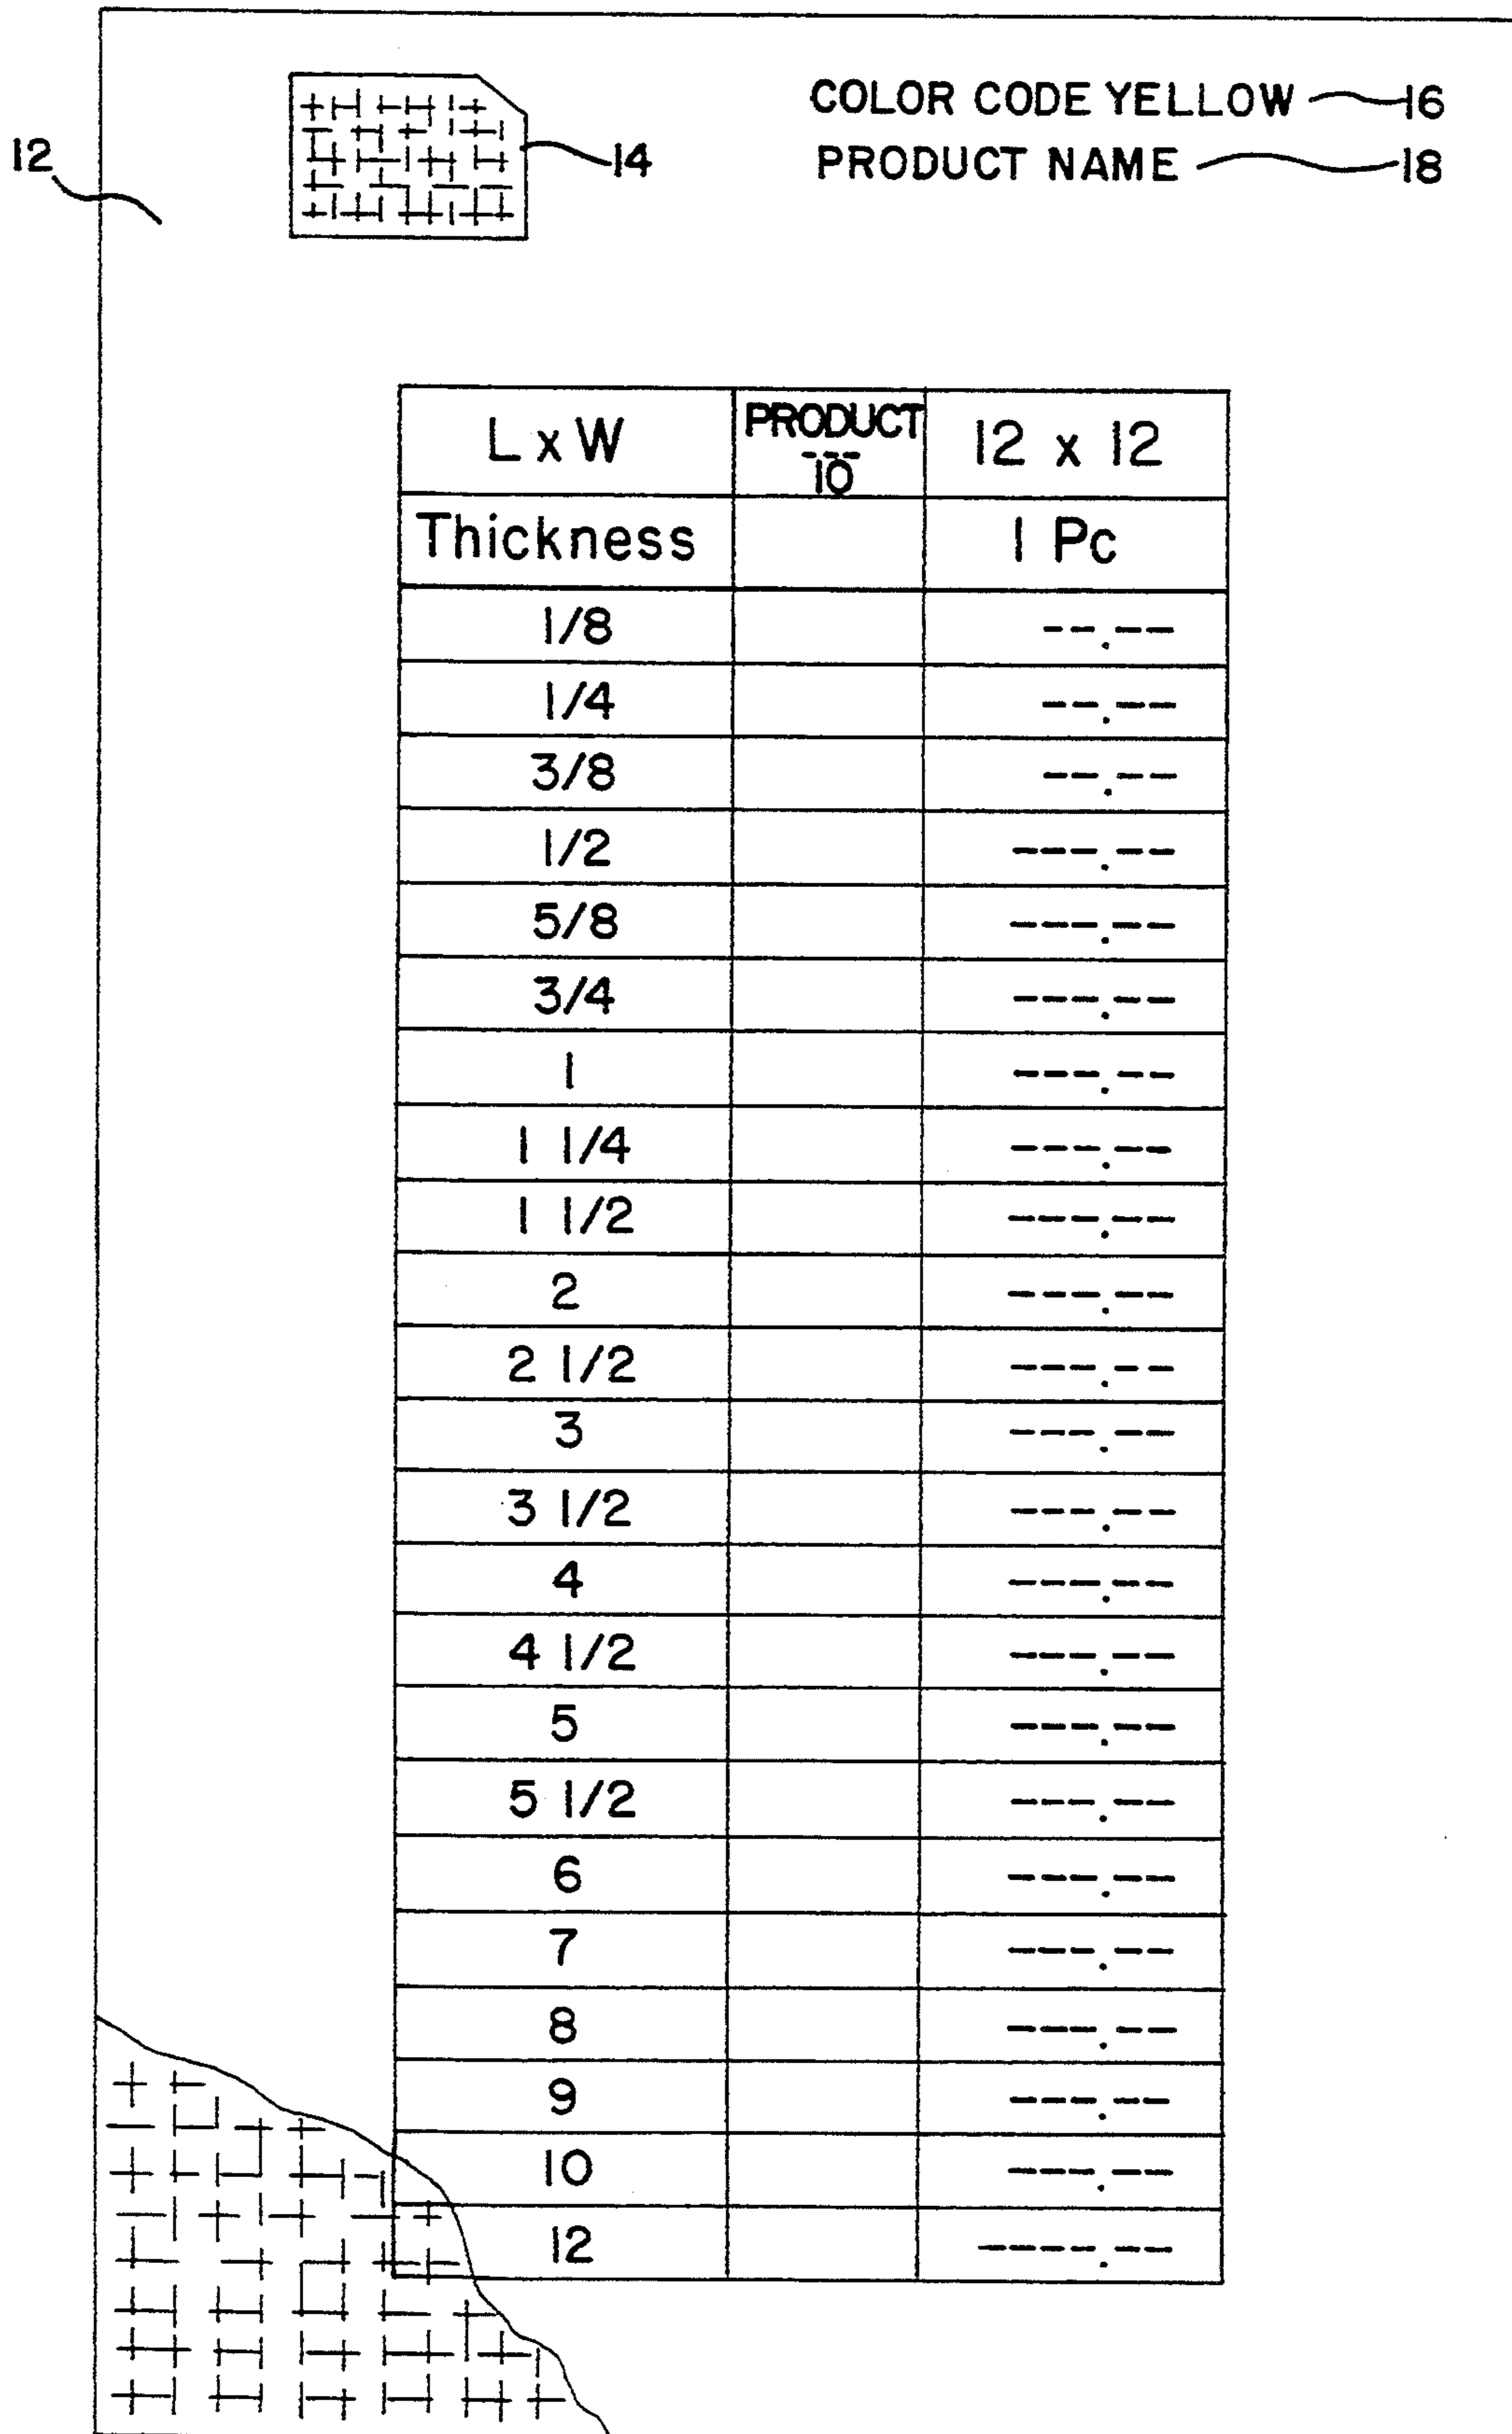 COLOR CODE YELLOW 16
12 14 PRODUCT NAME 18
L x W PRODUCT 12 x 12
10
Thickness 1 Pc
1/8 --.--
1/4 --.--
3/8 --.--
1/2 ---.--
5/8 ---.--
3/4 ---.--
1 ---.--
1 1/4 ---.--
1 1/2 ---.--
2 ---.--
2 1/2 ---.--
3 ---.--
3 1/2 ---.--
4 ---.--
4 1/2 ---.--
5 ---.--
5 1/2 ---.--
6 ---.--
7 ---.--
8 ---.--
9 ---.--
10 ---.--
12 ----.--